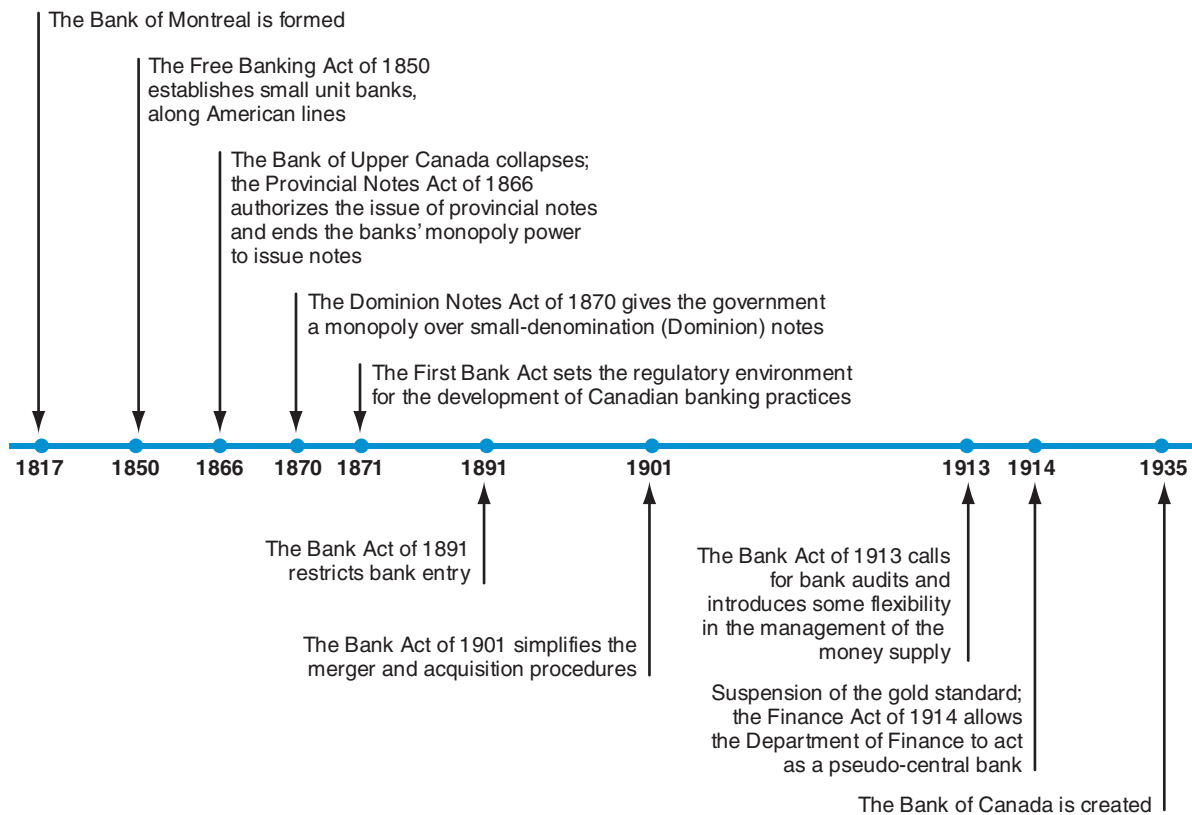 The Bank of Montreal is formed
The Free Banking Act of 1850
establishes small unit banks,
along American lines
The Bank of Upper Canada collapses;
the Provincial Notes Act of 1866
authorizes the issue of provincial notes
and ends the banks' monopoly power
to issue notes
The Dominion Notes Act of 1870 gives the government
a monopoly over small-denomination (Dominion) notes
The First Bank Act sets the regulatory environment
for the development of Canadian banking practices
1817 1850 1866 1870 1871 1891 1901 1913 1914 1935
The Bank Act of 1891
restricts bank entry
The Bank Act of 1901 simplifies the
merger and acquisition procedures
The Bank Act of 1913 calls
for bank audits and
introduces some flexibility
in the management of the
money supply
Suspension of the gold standard;
the Finance Act of 1914 allows
the Department of Finance to act
as a pseudo-central bank
The Bank of Canada is created